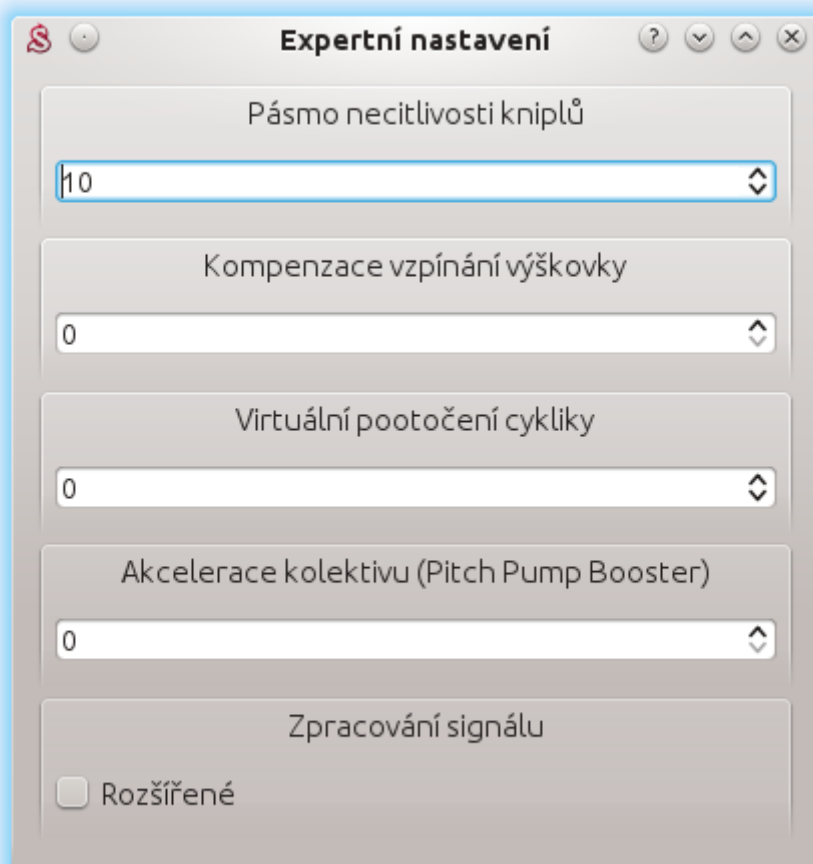 Expertní nastavení
Pásmo necitlivosti kniplů
10
Kompenzace vzpínání výškovky
0
Virtuální pootočení cykliky
0
Akcelerace kolektivu (Pitch Pump Booster)
0
Zpracování signálu
Rozšířené